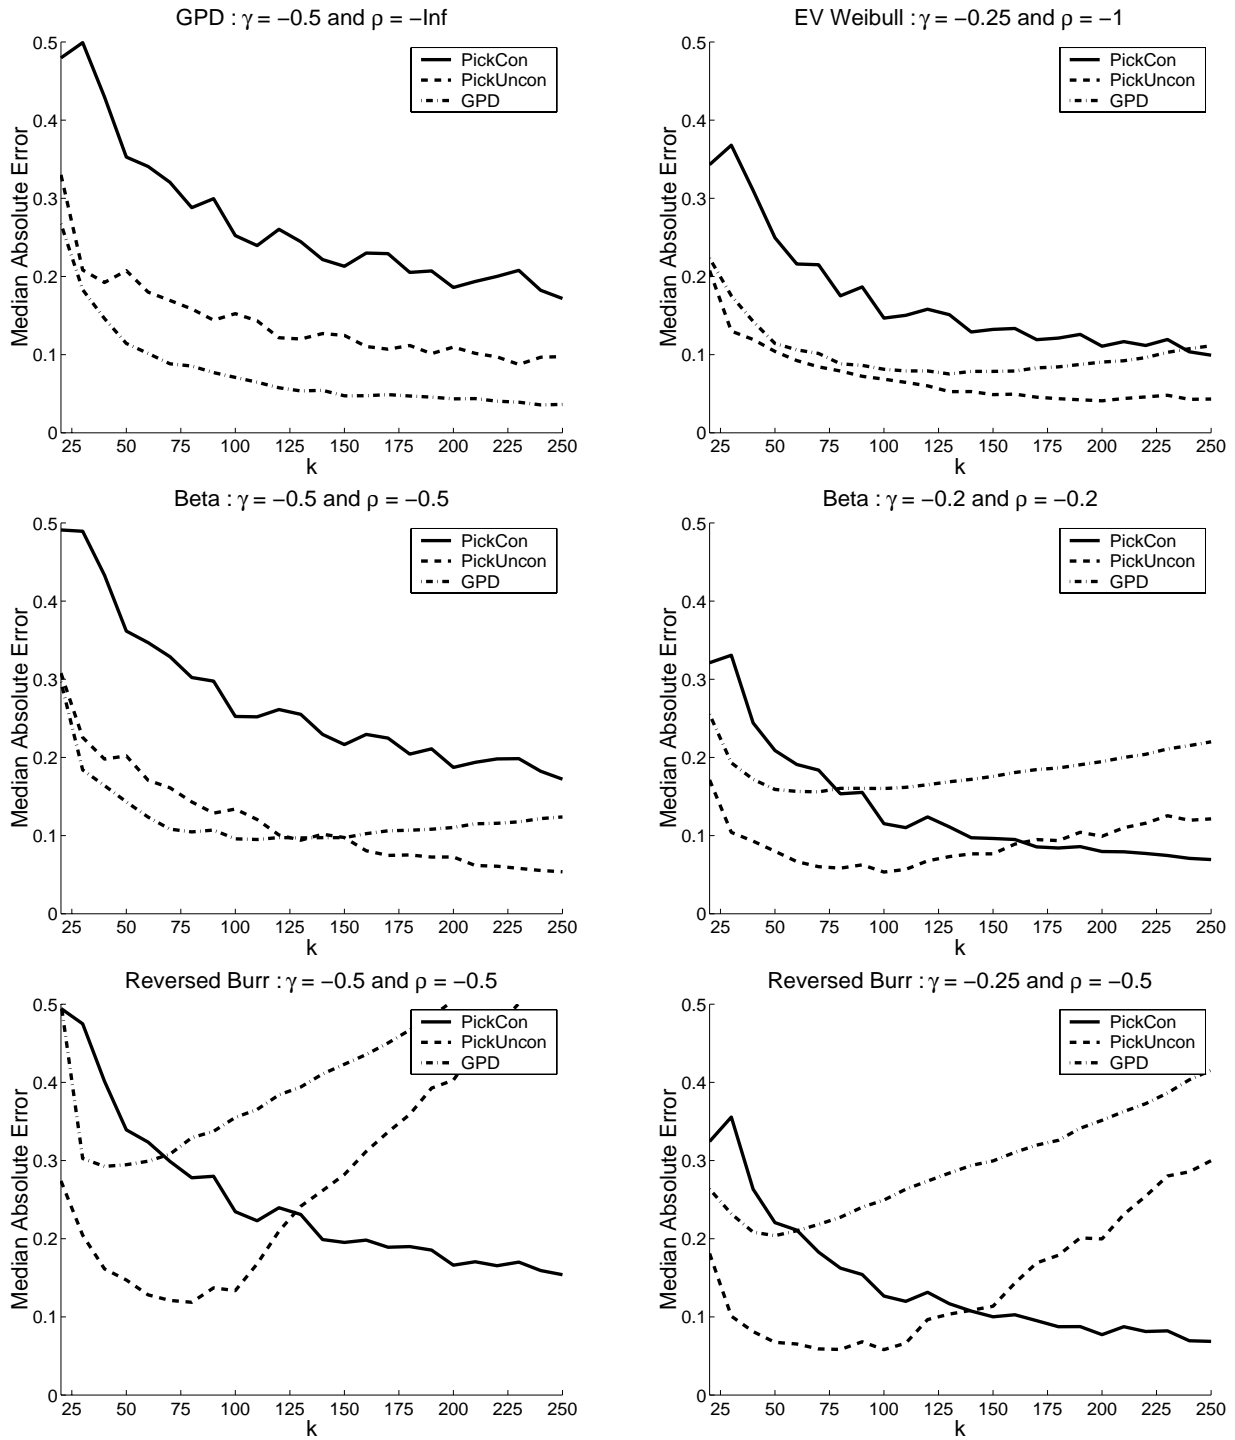 GPD : γ = −0.5 and ρ = −Inf
0.5
0.4
0.3
0.2
0.1
0
Median Absolute Error
PickCon
PickUncon
GPD
25 50 75 100 125 150 175 200 225 250
k
EV Weibull : γ = −0.25 and ρ = −1
0.5
0.4
0.3
0.2
0.1
0
Median Absolute Error
PickCon
PickUncon
GPD
25 50 75 100 125 150 175 200 225 250
k
Beta : γ = −0.5 and ρ = −0.5
0.5
0.4
0.3
0.2
0.1
0
Median Absolute Error
PickCon
PickUncon
GPD
25 50 75 100 125 150 175 200 225 250
k
Beta : γ = −0.2 and ρ = −0.2
0.5
0.4
0.3
0.2
0.1
0
Median Absolute Error
PickCon
PickUncon
GPD
25 50 75 100 125 150 175 200 225 250
k
Reversed Burr : γ = −0.5 and ρ = −0.5
0.5
0.4
0.3
0.2
0.1
0
Median Absolute Error
PickCon
PickUncon
GPD
25 50 75 100 125 150 175 200 225 250
k
Reversed Burr : γ = −0.25 and ρ = −0.5
0.5
0.4
0.3
0.2
0.1
0
Median Absolute Error
PickCon
PickUncon
GPD
25 50 75 100 125 150 175 200 225 250
k